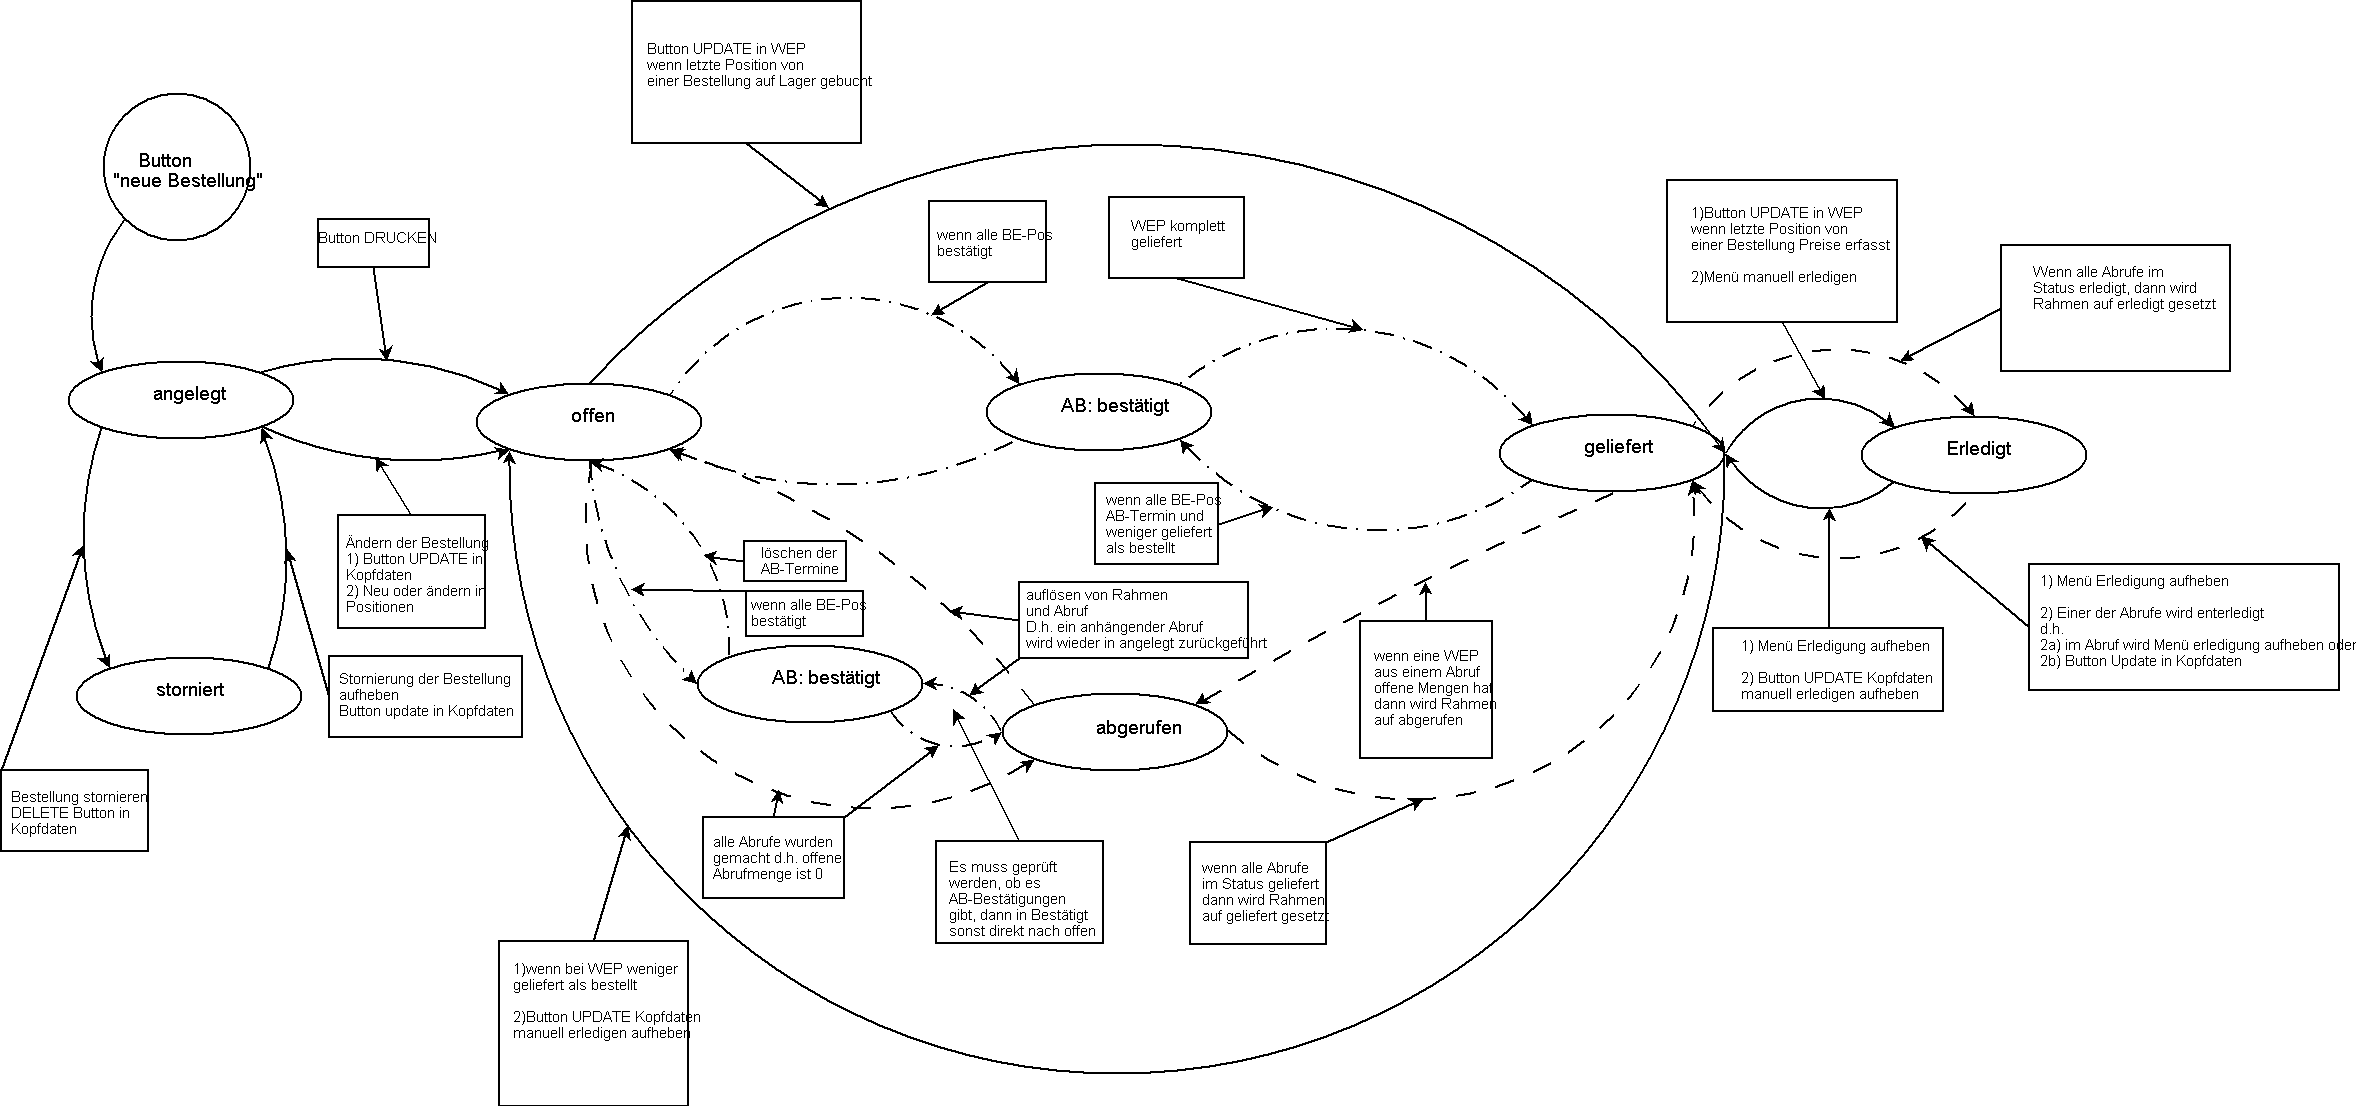 Button UPDATE in WEP
wenn letzte Position von
einer Bestellung auf Lager gebucht
Button
"neue Bestellung"
Button DRUCKEN
wenn alle BE-Pos
bestätigt
WEP komplett
geliefert
1)Button UPDATE in WEP
wenn letzte Position von
einer Bestellung Preise erfasst
2)Menü manuell erledigen
Wenn alle Abrufe im
Status erledigt, dann wird
Rahmen auf erledigt gesetzt
angelegt
offen
AB: bestätigt
geliefert
Erledigt
Ändern der Bestellung
1) Button UPDATE in
Kopfdaten
2) Neu oder ändern in
Positionen
löschen der
AB-Termine
wenn alle BE-Pos
bestätigt
wenn alle BE-Pos
AB-Termin und
weniger geliefert
als bestellt
auflösen von Rahmen
und Abruf
D.h. ein anhängender Abruf
wird wieder in angelegt zurückgeführt
wenn eine WEP
aus einem Abruf
offene Mengen hat
dann wird Rahmen
auf abgerufen
1) Menü Erledigung aufheben
2) Button UPDATE Kopfdaten
manuell erledigen aufheben
1) Menü Erledigung aufheben
2) Einer der Abrufe wird enterledigt
d.h.
2a) im Abruf wird Menü erledigung aufheben oder
2b) Button Update in Kopfdaten
storniert
Stornierung der Bestellung
aufheben
Button update in Kopfdaten
AB: bestätigt
abgerufen
Bestellung stornieren
DELETE Button in
Kopfdaten
alle Abrufe wurden
gemacht d.h. offene
Abrufmenge ist 0
Es muss geprüft
werden, ob es
AB-Bestätigungen
gibt, dann in Bestätigt
sonst direkt nach offen
wenn alle Abrufe
im Status geliefert
dann wird Rahmen
auf geliefert gesetzt
1)wenn bei WEP weniger
geliefert als bestellt
2)Button UPDATE Kopfdaten
manuell erledigen aufheben